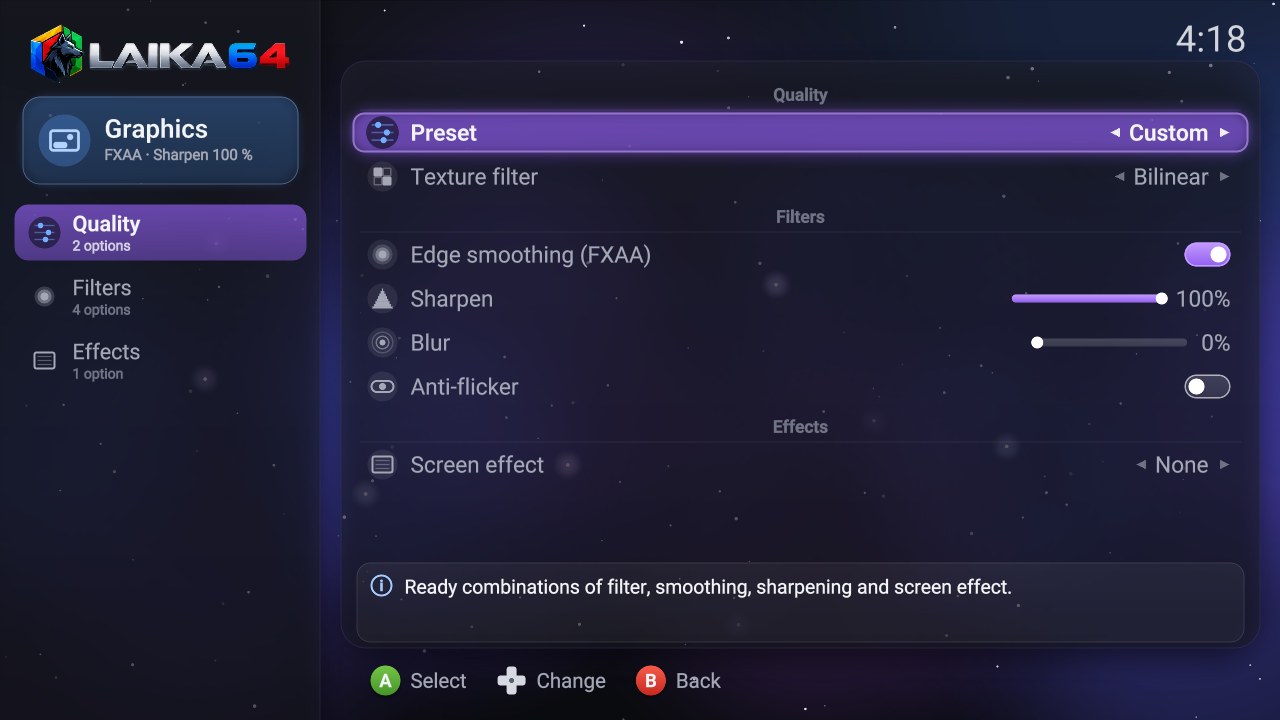 LAIKA64
4:18
Graphics
FXAA · Sharpen 100 %
Quality
2 options
Filters
4 options
Effects
1 option
Quality
Preset
Custom
Texture filter
Bilinear
Filters
Edge smoothing (FXAA)
Sharpen
100%
Blur
0%
Anti-flicker
Effects
Screen effect
None
Ready combinations of filter, smoothing, sharpening and screen effect.
A Select
Change
B Back